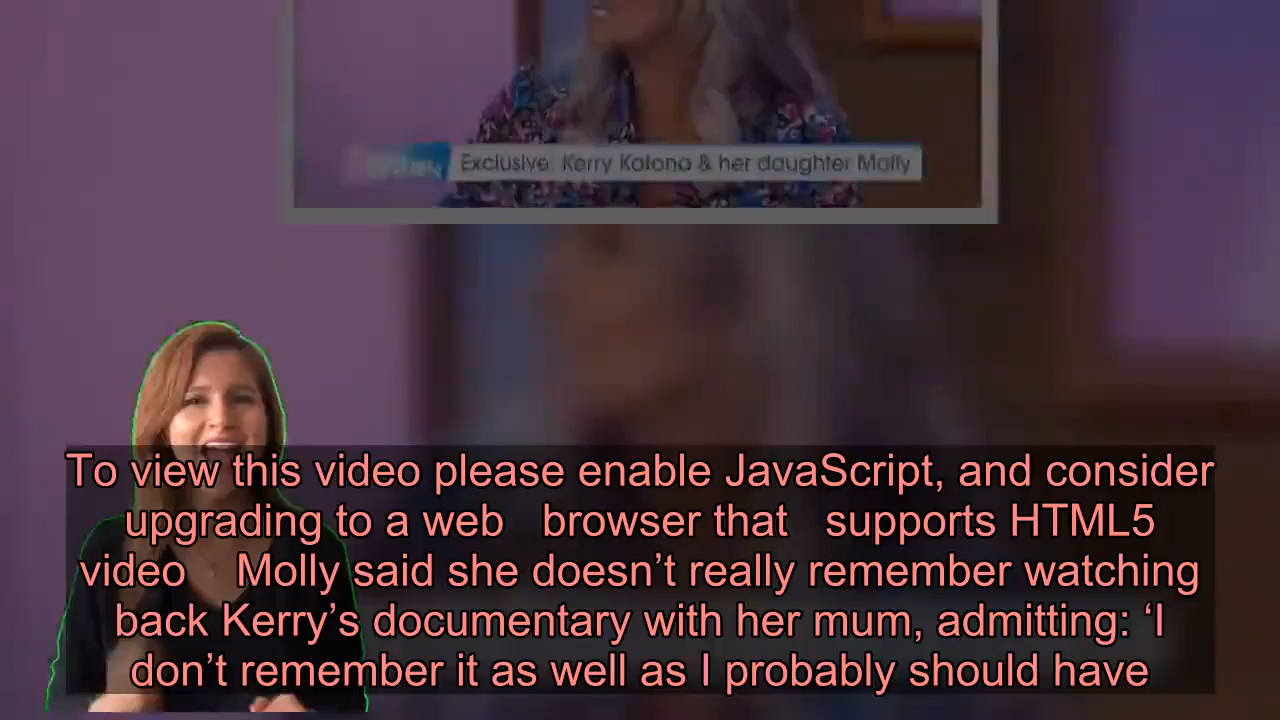 Exclusive: Kerry Katona & her daughter Molly
To view this video please enable JavaScript, and consider
upgrading to a web browser that supports HTML5
video Molly said she doesn’t really remember watching
back Kerry’s documentary with her mum, admitting: ‘I
don’t remember it as well as I probably should have